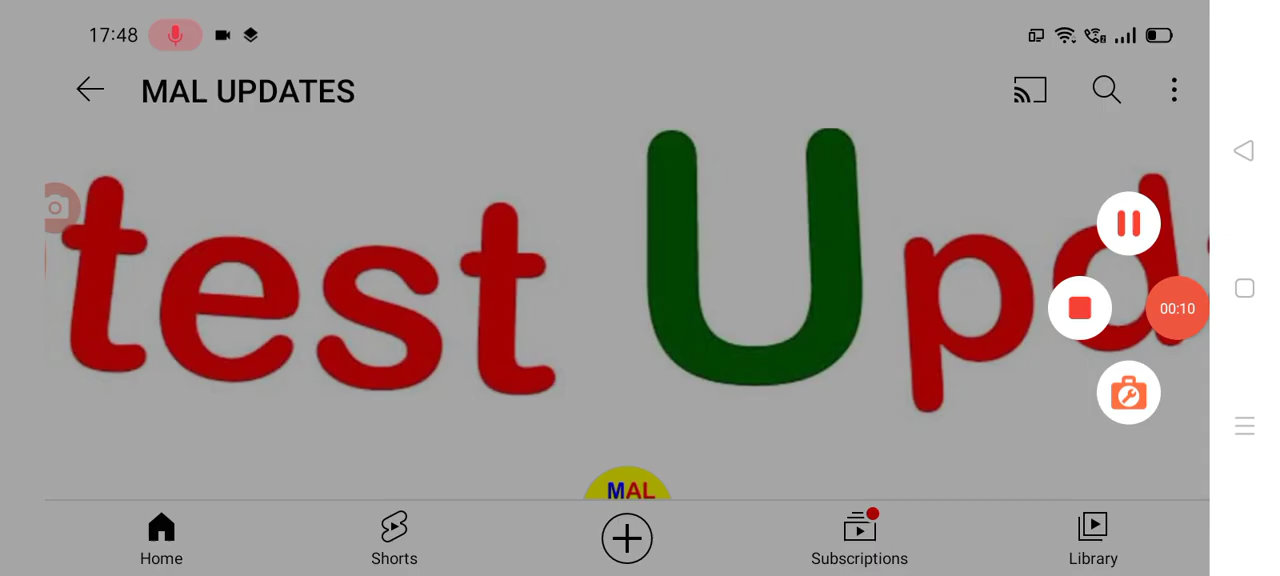 17:48
MAL UPDATES
test Upd
00:10
MAL
Home
Shorts
Subscriptions
Library